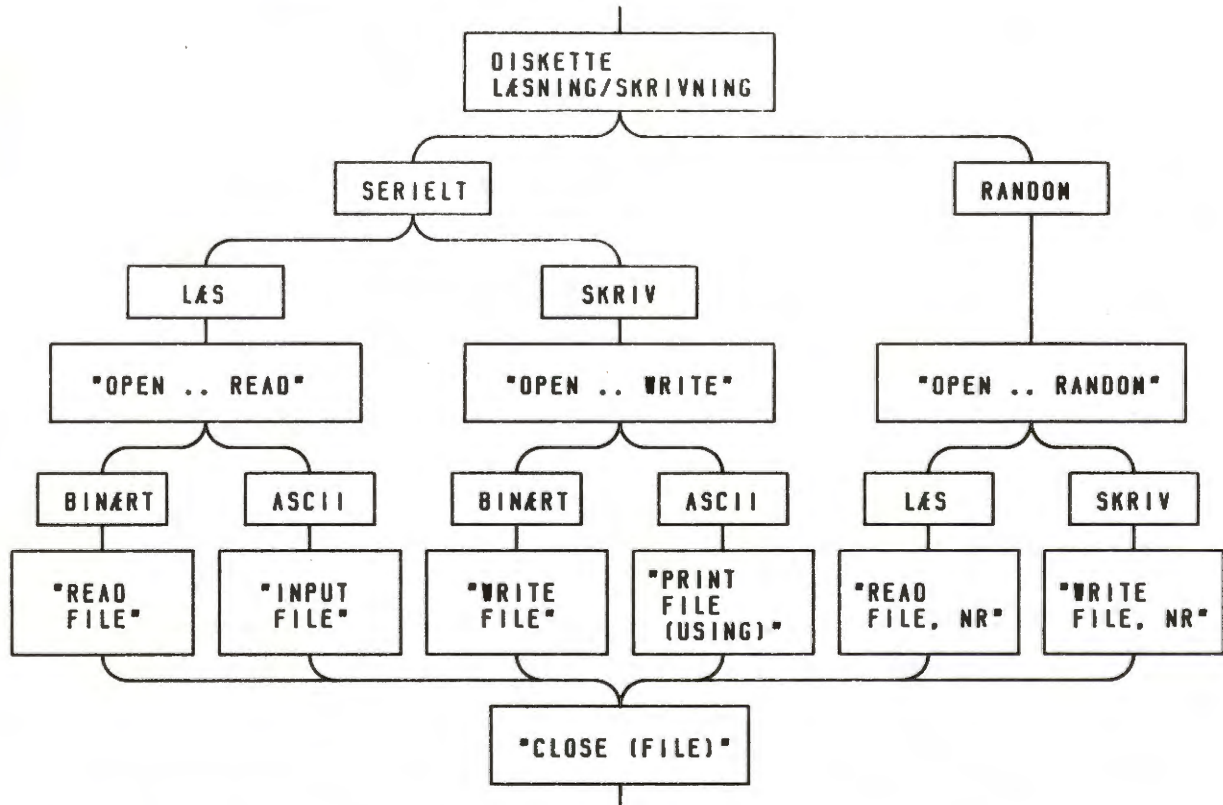 DISKETTE
LÆSNING/SKRIVNING
SERIELT
RANDOM
LÆS
SKRIV
"OPEN .. READ"
"OPEN .. WRITE"
"OPEN .. RANDOM"
BINÆRT
ASCII
BINÆRT
ASCII
LÆS
SKRIV
"READ
FILE"
"INPUT
FILE"
"WRITE
FILE"
"PRINT
FILE
(USING)"
"READ
FILE, NR"
"WRITE
FILE, NR"
"CLOSE (FILE)"